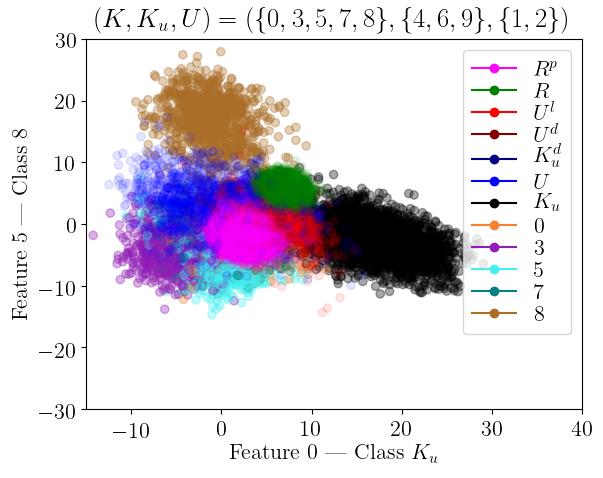 (K, K_u, U) = ({0, 3, 5, 7, 8}, {4, 6, 9}, {1, 2})
30
20
10
0
−10
−20
−30
Feature 5 — Class 8
R^p
R
U^l
U^d
K_u^d
U
K_u
0
3
5
7
8
−10
0
10
20
30
40
Feature 0 — Class K_u